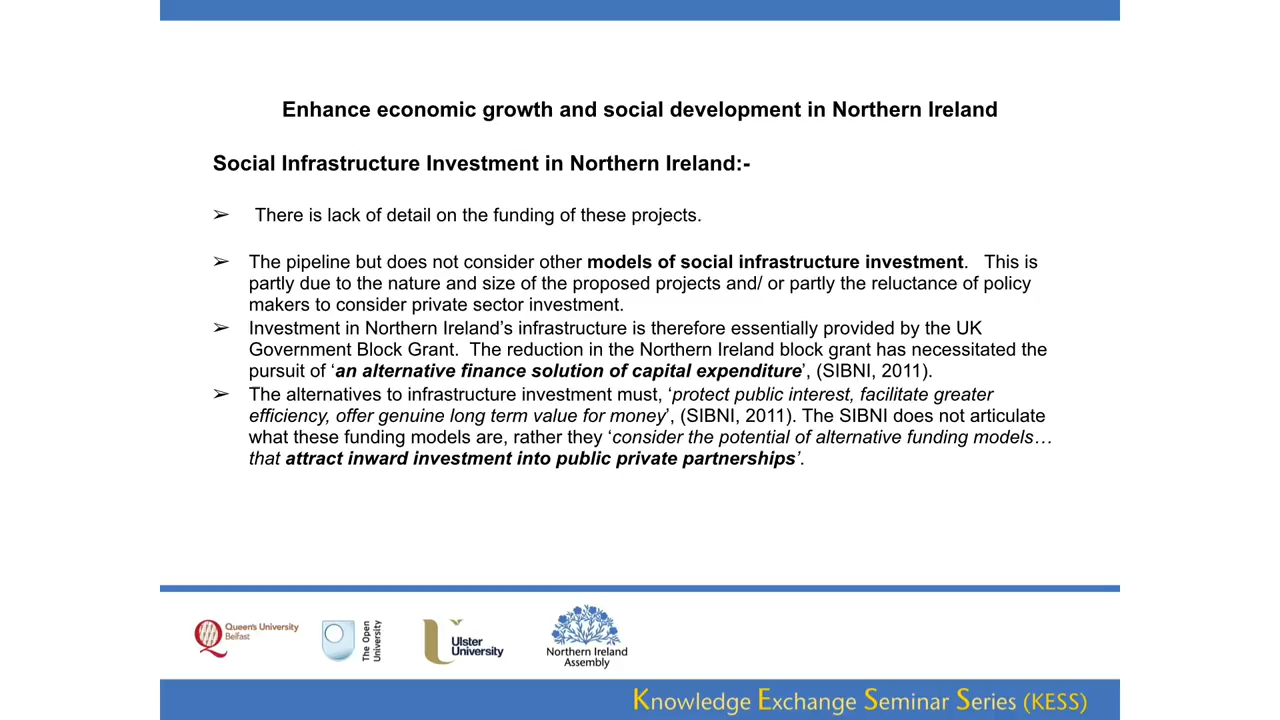 Enhance economic growth and social development in Northern Ireland
Social Infrastructure Investment in Northern Ireland:-
➢ There is lack of detail on the funding of these projects.
➢ The pipeline but does not consider other models of social infrastructure investment. This is
partly due to the nature and size of the proposed projects and/ or partly the reluctance of policy
makers to consider private sector investment.
➢ Investment in Northern Ireland’s infrastructure is therefore essentially provided by the UK
Government Block Grant. The reduction in the Northern Ireland block grant has necessitated the
pursuit of ‘an alternative finance solution of capital expenditure’, (SIBNI, 2011).
➢ The alternatives to infrastructure investment must, ‘protect public interest, facilitate greater
efficiency, offer genuine long term value for money’, (SIBNI, 2011). The SIBNI does not articulate
what these funding models are, rather they ‘consider the potential of alternative funding models…
that attract inward investment into public private partnerships’.
Queen's University
Belfast
The Open
University
Ulster
University
Northern Ireland
Assembly
Knowledge Exchange Seminar Series (KESS)